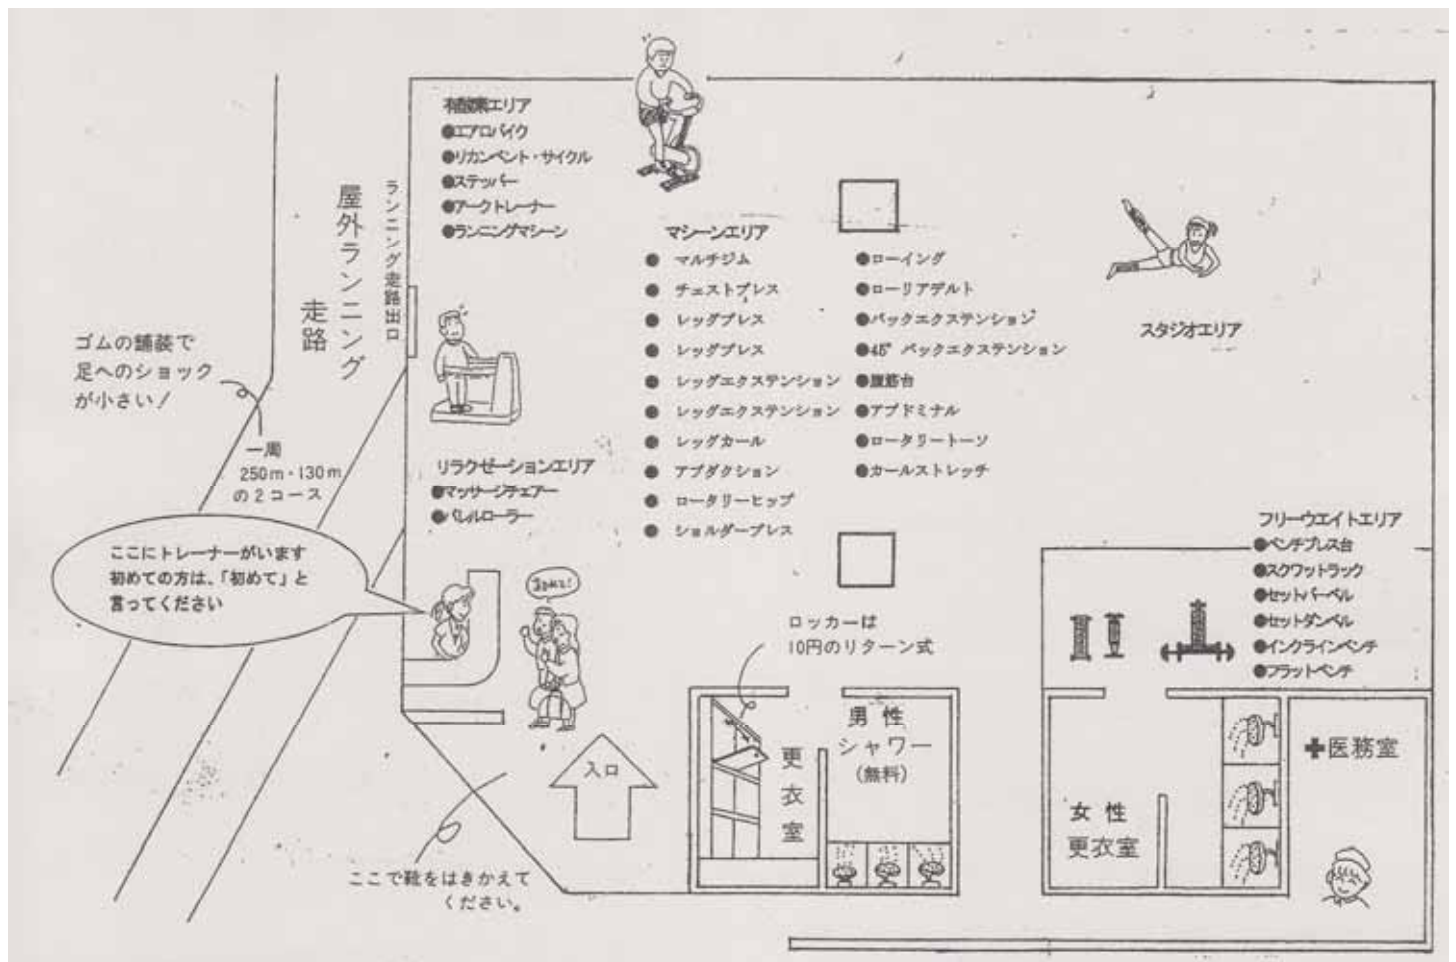 有酸素エリア
●エアロバイク
●リカンベント・サイクル
●ステッパー
●アークトレーナー
●ランニングマシーン
ランニング走路出口
屋外ランニング
走路
ゴムの舗装で
足へのショック
が小さい!
一周
250m・130m
の2コース
マシーンエリア
● マルチジム
● チェストプレス
● レッグプレス
● レッグプレス
● レッグエクステンション
● レッグエクステンション
● レッグカール
● アブダクション
● ロータリーヒップ
● ショルダープレス
●ローイング
●ローリアデルト
●バックエクステンション
●45° バックエクステンション
●腹筋台
●アブドミナル
●ロータリートーソ
●カールストレッチ
スタジオエリア
リラクゼーションエリア
●マッサージチェアー
●バレルローラー
ここにトレーナーがいます
初めての方は、「初めて」と
言ってください
フリーウエイトエリア
●ベンチプレス台
●スクワットラック
●セットバーベル
●セットダンベル
●インクラインベンチ
●フラットベンチ
ロッカーは
10円のリターン式
入口
更衣室
男性
シャワー
(無料)
女性
更衣室
✚医務室
ここで靴をはきかえて
ください。